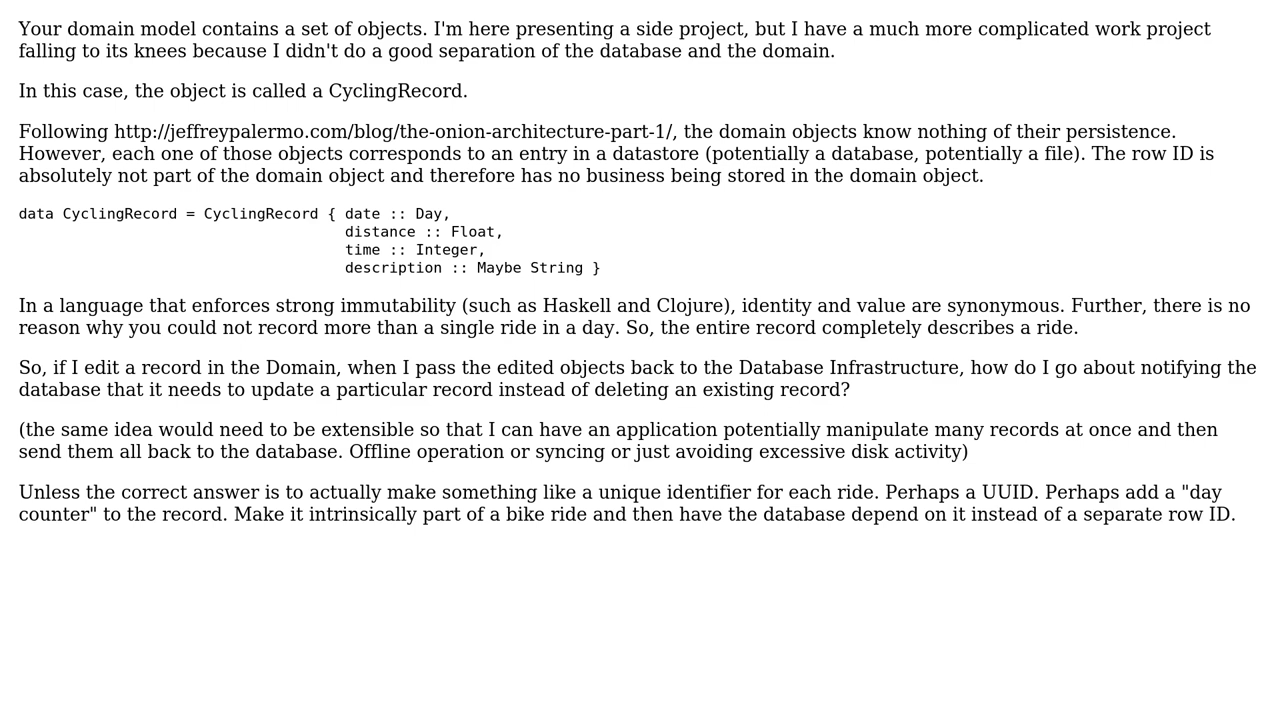 Your domain model contains a set of objects. I'm here presenting a side project, but I have a much more complicated work project
falling to its knees because I didn't do a good separation of the database and the domain.
In this case, the object is called a CyclingRecord.
Following http://jeffreypalermo.com/blog/the-onion-architecture-part-1/, the domain objects know nothing of their persistence.
However, each one of those objects corresponds to an entry in a datastore (potentially a database, potentially a file). The row ID is
absolutely not part of the domain object and therefore has no business being stored in the domain object.
data CyclingRecord = CyclingRecord { date :: Day,
distance :: Float,
time :: Integer,
description :: Maybe String }
In a language that enforces strong immutability (such as Haskell and Clojure), identity and value are synonymous. Further, there is no
reason why you could not record more than a single ride in a day. So, the entire record completely describes a ride.
So, if I edit a record in the Domain, when I pass the edited objects back to the Database Infrastructure, how do I go about notifying the
database that it needs to update a particular record instead of deleting an existing record?
(the same idea would need to be extensible so that I can have an application potentially manipulate many records at once and then
send them all back to the database. Offline operation or syncing or just avoiding excessive disk activity)
Unless the correct answer is to actually make something like a unique identifier for each ride. Perhaps a UUID. Perhaps add a "day
counter" to the record. Make it intrinsically part of a bike ride and then have the database depend on it instead of a separate row ID.